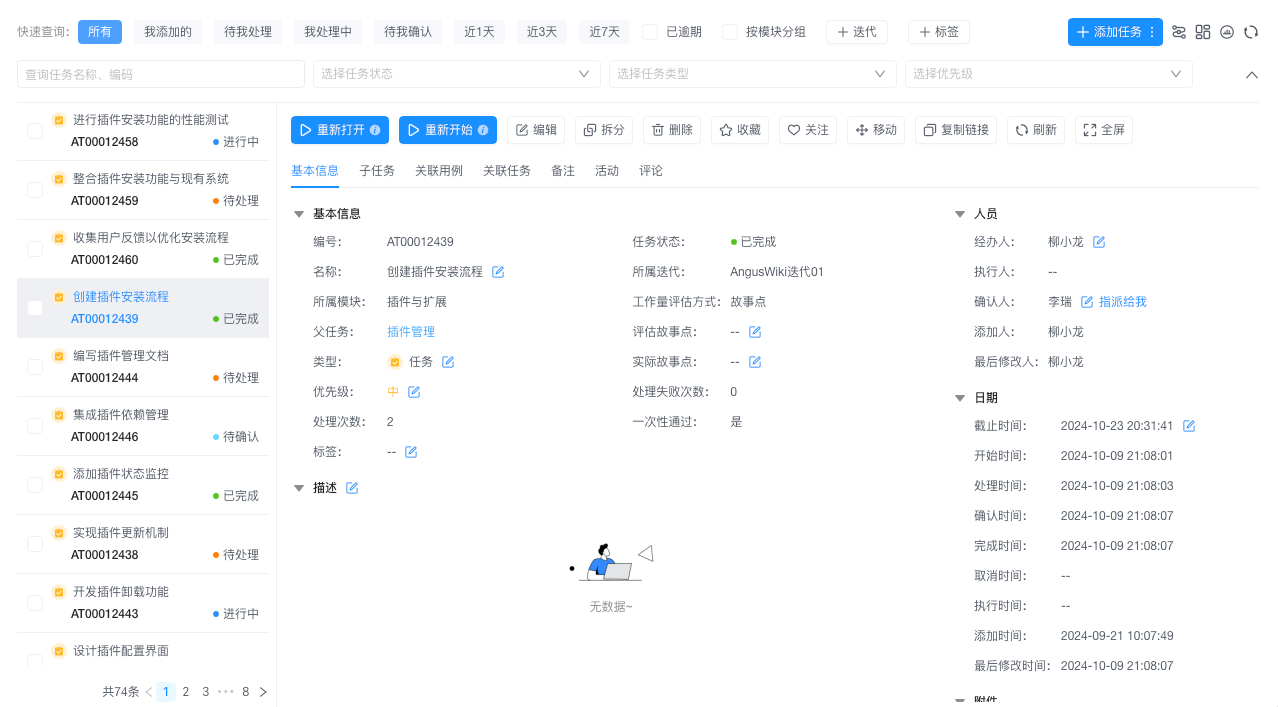 快速查询: 所有 我添加的 待我处理 我处理中 待我确认 近1天 近3天 近7天 已逾期 按模块分组 迭代 标签 添加任务
查询任务名称、编码 选择任务状态 选择任务类型 选择优先级
进行插件安装功能的性能测试
AT00012458 进行中
整合插件安装功能与现有系统
AT00012459 待处理
收集用户反馈以优化安装流程
AT00012460 已完成
创建插件安装流程
AT00012439 已完成
编写插件管理文档
AT00012444 待处理
集成插件依赖管理
AT00012446 待确认
添加插件状态监控
AT00012445 已完成
实现插件更新机制
AT00012438 待处理
开发插件卸载功能
AT00012443 进行中
设计插件配置界面
共74条 1 2 3 ••• 8
重新打开 重新开始 编辑 拆分 删除 收藏 关注 移动 复制链接 刷新 全屏
基本信息 子任务 关联用例 关联任务 备注 活动 评论
基本信息
编号: AT00012439 任务状态: 已完成
名称: 创建插件安装流程 所属迭代: AngusWiki迭代01
所属模块: 插件与扩展 工作量评估方式: 故事点
父任务: 插件管理 评估故事点: --
类型: 任务 实际故事点: --
优先级: 中 处理失败次数: 0
处理次数: 2 一次性通过: 是
标签: --
描述
无数据~
人员
经办人: 柳小龙
执行人: --
确认人: 李瑞 指派给我
添加人: 柳小龙
最后修改人: 柳小龙
日期
截止时间: 2024-10-23 20:31:41
开始时间: 2024-10-09 21:08:01
处理时间: 2024-10-09 21:08:03
确认时间: 2024-10-09 21:08:07
完成时间: 2024-10-09 21:08:07
取消时间: --
执行时间: --
添加时间: 2024-09-21 10:07:49
最后修改时间: 2024-10-09 21:08:07
附件